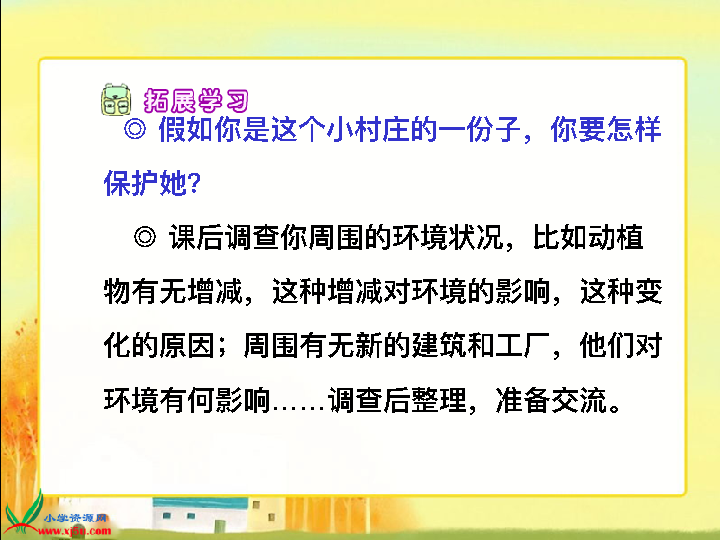 拓展学习
◎ 假如你是这个小村庄的一份子，你要怎样
保护她？
◎ 课后调查你周围的环境状况，比如动植
物有无增减，这种增减对环境的影响，这种变
化的原因；周围有无新的建筑和工厂，他们对
环境有何影响……调查后整理，准备交流。
小学资源网
www.xj5u.com